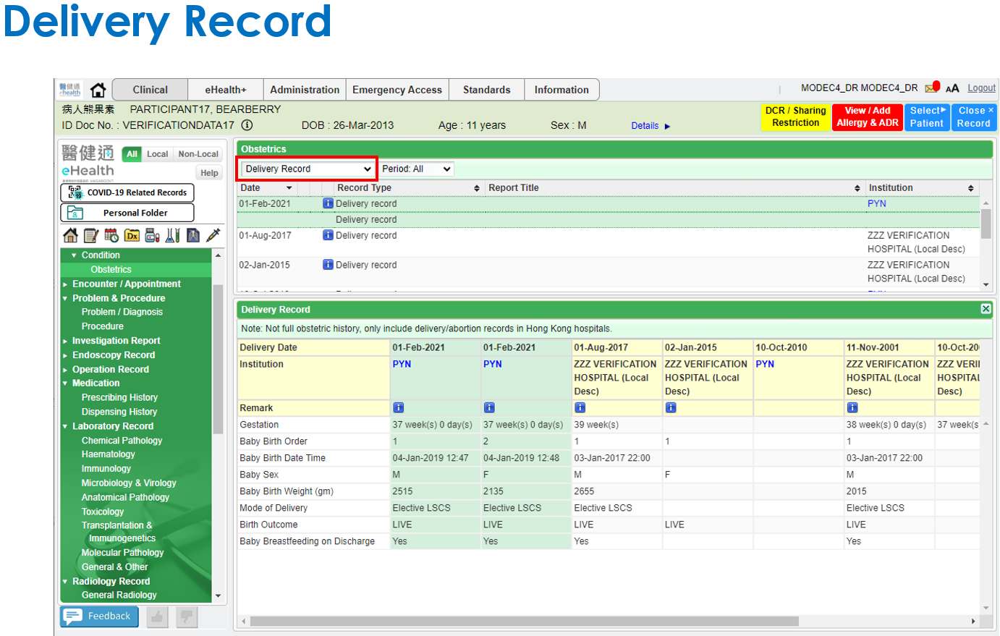 Delivery Record
醫健通
ehealth
Clinical
eHealth+
Administration
Emergency Access
Standards
Information
MODEC4_DR MODEC4_DR
AA
Logout
病人熊果素 PARTICIPANT17, BEARBERRY
ID Doc No. : VERIFICATIONDATA17
DOB : 26-Mar-2013
Age : 11 years
Sex : M
Details
DCR / Sharing
Restriction
View / Add
Allergy & ADR
Select
Patient
Close ×
Record
醫健通
eHealth
All Local Non-Local
Help
COVID-19 Related Records
Personal Folder
Dx
Condition
Obstetrics
Encounter / Appointment
Problem & Procedure
Problem / Diagnosis
Procedure
Investigation Report
Endoscopy Record
Operation Record
Medication
Prescribing History
Dispensing History
Laboratory Record
Chemical Pathology
Haematology
Immunology
Microbiology & Virology
Anatomical Pathology
Toxicology
Transplantation &
Immunogenetics
Molecular Pathology
General & Other
Radiology Record
General Radiology
Feedback
Obstetrics
Delivery Record
Period: All
Date Record Type Report Title Institution
01-Feb-2021 Delivery record PYN
Delivery record
01-Aug-2017 Delivery record ZZZ VERIFICATION
HOSPITAL (Local Desc)
02-Jan-2015 Delivery record ZZZ VERIFICATION
HOSPITAL (Local Desc)
Delivery Record
Note: Not full obstetric history, only include delivery/abortion records in Hong Kong hospitals.
Delivery Date 01-Feb-2021 01-Feb-2021 01-Aug-2017 02-Jan-2015 10-Oct-2010 11-Nov-2001 10-Oct-20
Institution PYN PYN ZZZ VERIFICATION ZZZ VERIFICATION PYN ZZZ VERIFICATION ZZZ VERI
HOSPITAL (Local HOSPITAL (Local HOSPITAL (Local HOSPITAL
Desc) Desc) Desc) Desc)
Remark
Gestation 37 week(s) 0 day(s) 37 week(s) 0 day(s) 39 week(s) 38 week(s) 0 day(s) 37 week(s
Baby Birth Order 1 2 1 1 1
Baby Birth Date Time 04-Jan-2019 12:47 04-Jan-2019 12:48 03-Jan-2017 22:00 03-Jan-2017 22:00
Baby Sex M F M F M
Baby Birth Weight (gm) 2515 2135 2655 2015
Mode of Delivery Elective LSCS Elective LSCS Elective LSCS Elective LSCS
Birth Outcome LIVE LIVE LIVE LIVE LIVE
Baby Breastfeeding on Discharge Yes Yes Yes Yes